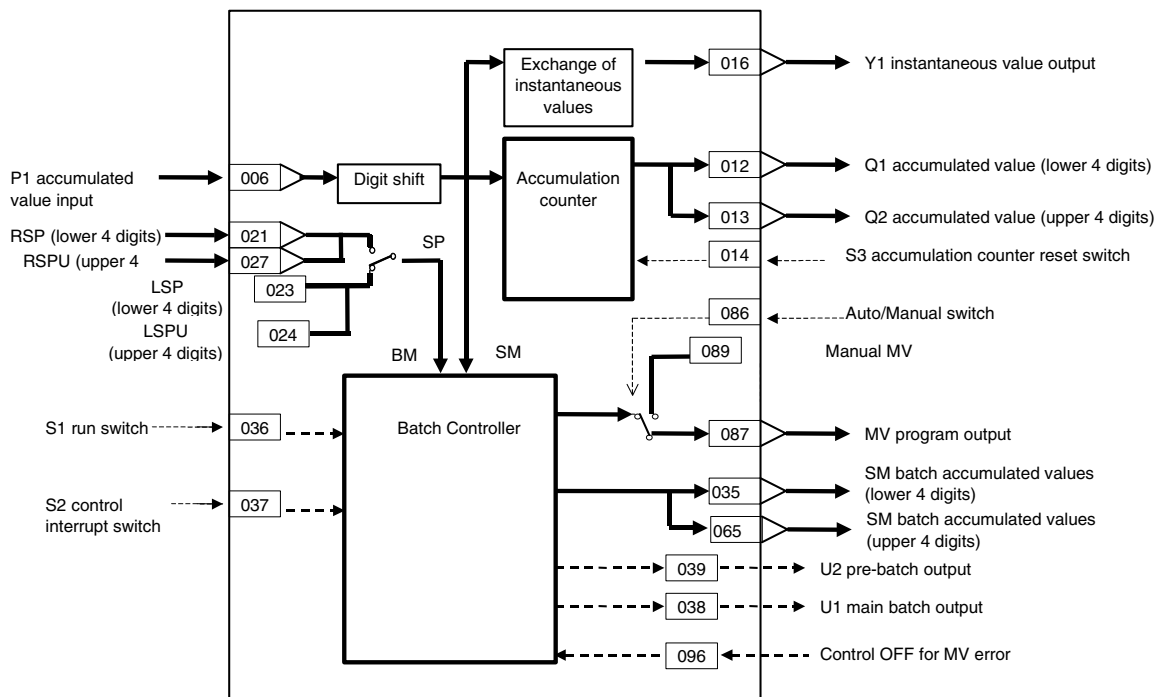 Exchange of
instantaneous
values
016
Y1 instantaneous value output
P1 accumulated
value input
006
Digit shift
Accumulation
counter
012
Q1 accumulated value (lower 4 digits)
013
Q2 accumulated value (upper 4 digits)
014
S3 accumulation counter reset switch
RSP (lower 4 digits)
021
RSPU (upper 4
027
SP
LSP
(lower 4 digits)
023
LSPU
(upper 4 digits)
024
086
Auto/Manual switch
089
Manual MV
BM
SM
Batch Controller
S1 run switch
036
S2 control
interrupt switch
037
087
MV program output
035
SM batch accumulated values
(lower 4 digits)
065
SM batch accumulated values
(upper 4 digits)
039
U2 pre-batch output
038
U1 main batch output
096
Control OFF for MV error